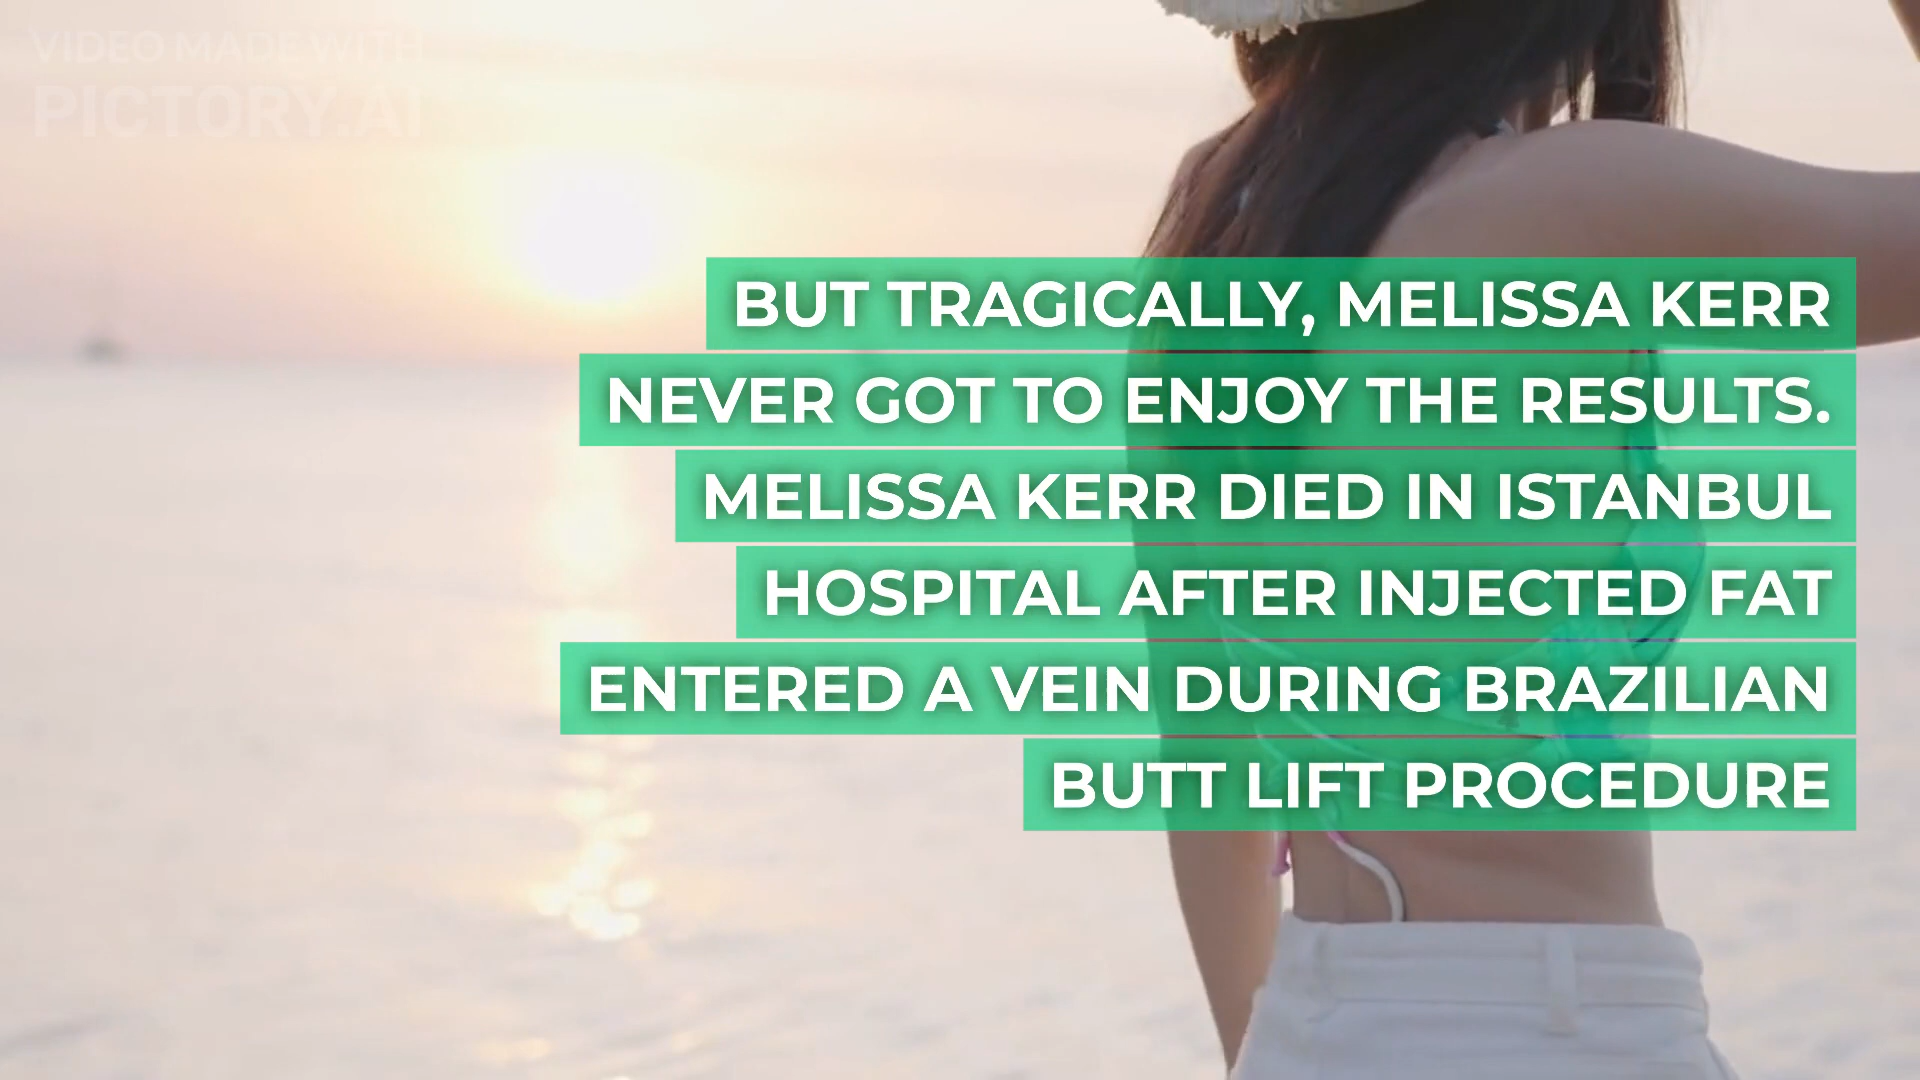 VIDEO MADE WITH
PICTORY.AI
BUT TRAGICALLY, MELISSA KERR
NEVER GOT TO ENJOY THE RESULTS.
MELISSA KERR DIED IN ISTANBUL
HOSPITAL AFTER INJECTED FAT
ENTERED A VEIN DURING BRAZILIAN
BUTT LIFT PROCEDURE